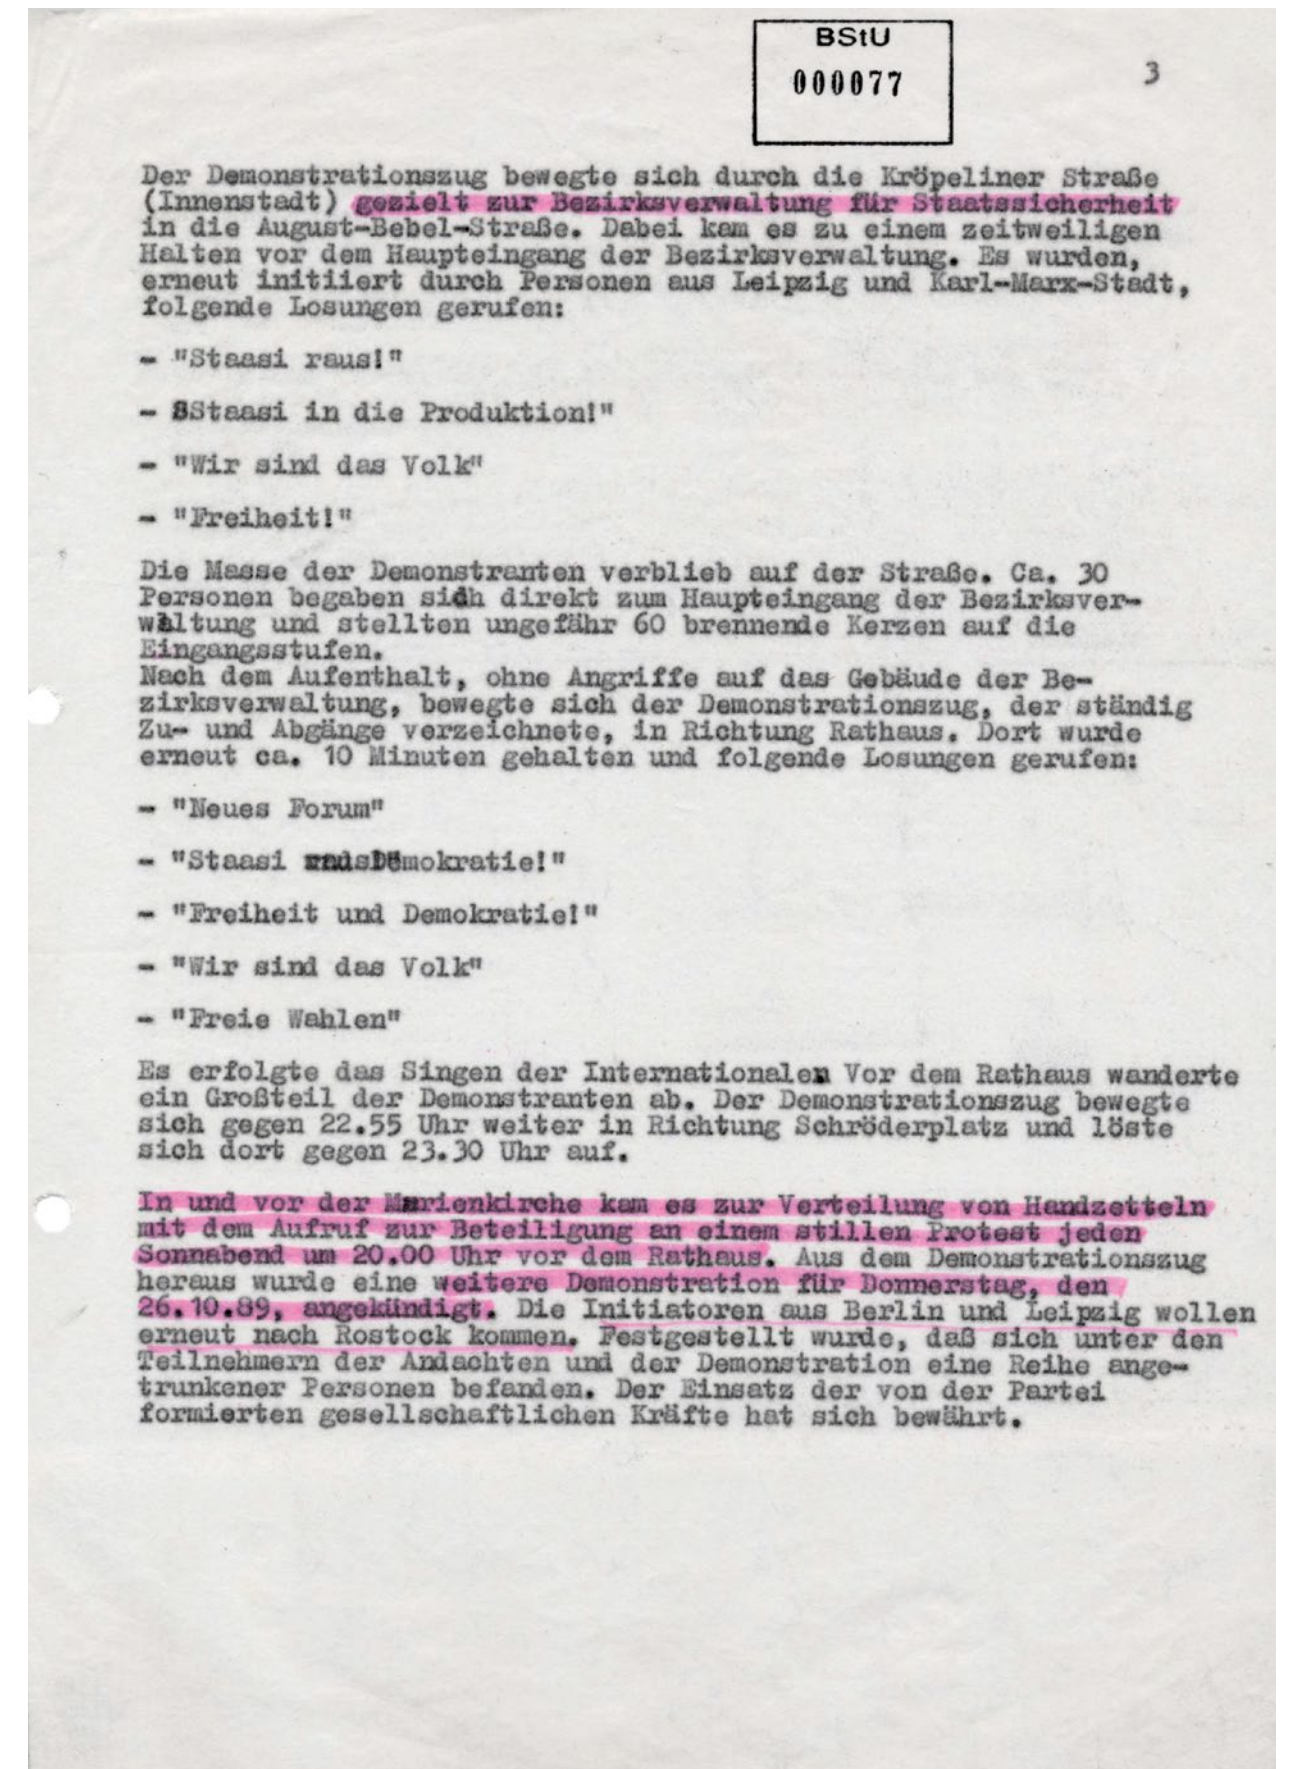 BStU
000077
3
Der Demonstrationszug bewegte sich durch die Kröpeliner Straße
(Innenstadt) gezielt zur Bezirksverwaltung für Staatssicherheit
in die August-Bebel-Straße. Dabei kam es zu einem zeitweiligen
Halten vor dem Haupteingang der Bezirksverwaltung. Es wurden,
erneut initiiert durch Personen aus Leipzig und Karl-Marx-Stadt,
folgende Losungen gerufen:
- "Staasi raus!"
- Staasi in die Produktion!"
- "Wir sind das Volk"
- "Freiheit!"
Die Masse der Demonstranten verblieb auf der Straße. Ca. 30
Personen begaben sich direkt zum Haupteingang der Bezirksver-
waltung und stellten ungefähr 60 brennende Kerzen auf die
Eingangsstufen.
Nach dem Aufenthalt, ohne Angriffe auf das Gebäude der Be-
zirksverwaltung, bewegte sich der Demonstrationszug, der ständig
Zu- und Abgänge verzeichnete, in Richtung Rathaus. Dort wurde
erneut ca. 10 Minuten gehalten und folgende Losungen gerufen:
- "Neues Forum"
- "Staasi Demokratie!"
- "Freiheit und Demokratie!"
- "Wir sind das Volk"
- "Freie Wahlen"
Es erfolgte das Singen der Internationalen Vor dem Rathaus wanderte
ein Großteil der Demonstranten ab. Der Demonstrationszug bewegte
sich gegen 22.55 Uhr weiter in Richtung Schröderplatz und löste
sich dort gegen 23.30 Uhr auf.
In und vor der Marienkirche kam es zur Verteilung von Handzetteln
mit dem Aufruf zur Beteiligung an einem stillen Protest jeden
Sonnabend um 20.00 Uhr vor dem Rathaus. Aus dem Demonstrationszug
heraus wurde eine weitere Demonstration für Donnerstag, den
26.10.89, angekündigt. Die Initiatoren aus Berlin und Leipzig wollen
erneut nach Rostock kommen. Festgestellt wurde, daß sich unter den
Teilnehmern der Andachten und der Demonstration eine Reihe ange-
trunkener Personen befanden. Der Einsatz der von der Partei
formierten gesellschaftlichen Kräfte hat sich bewährt.